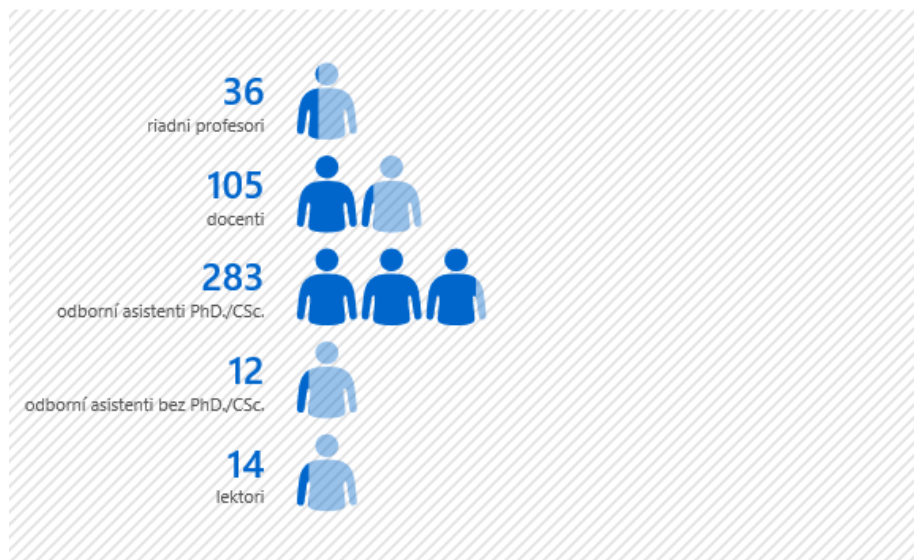 36
riadni profesori
105
docenti
283
odborní asistenti PhD./CSc.
12
odborní asistenti bez PhD./CSc.
14
lektori